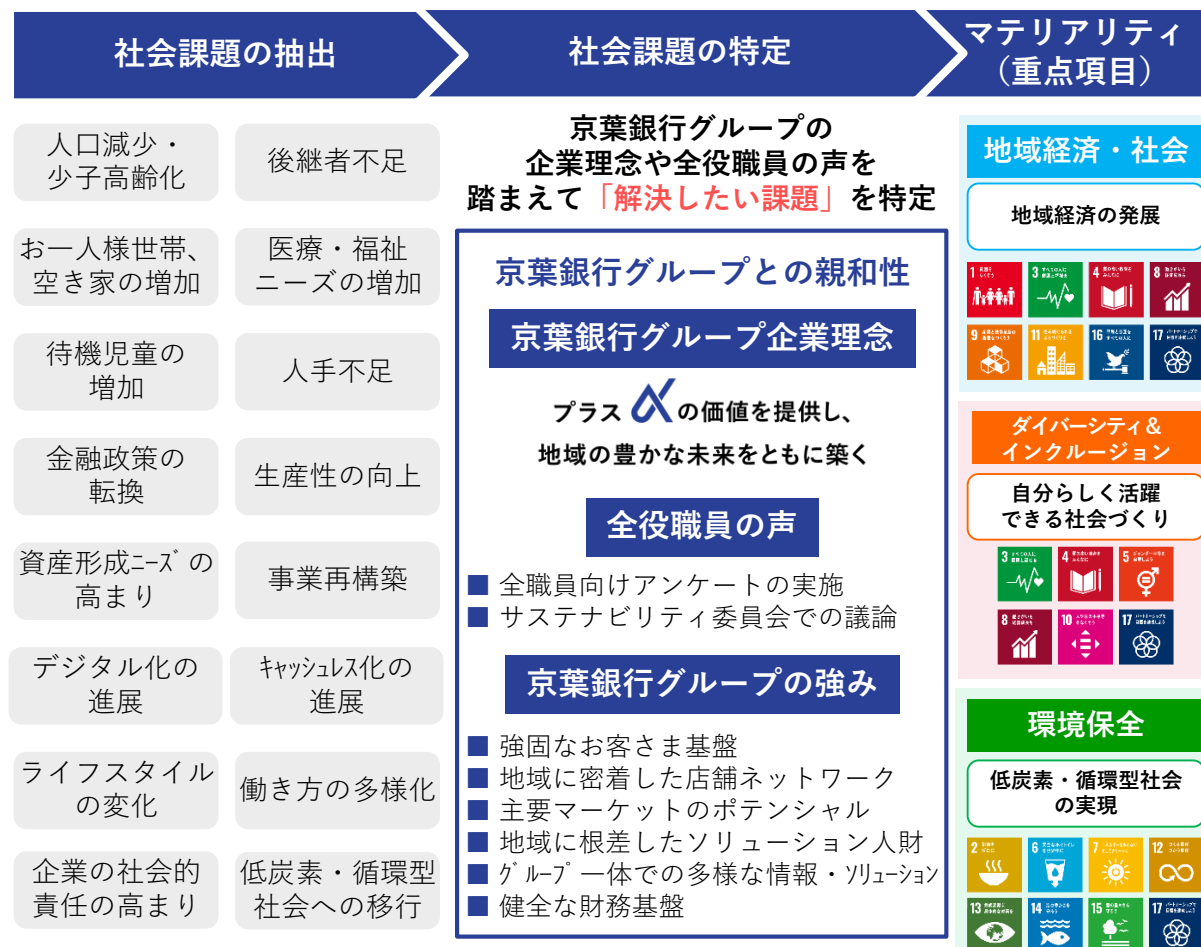 社会課題の抽出
社会課題の特定
マテリアリティ
（重点項目）
人口減少・
少子高齢化
後継者不足
お一人様世帯、
空き家の増加
医療・福祉
ニーズの増加
待機児童の
増加
人手不足
金融政策の
転換
生産性の向上
資産形成ﾆｰｽﾞの
高まり
事業再構築
デジタル化の
進展
ｷｬｯｼｭﾚｽ化の
進展
ライフスタイル
の変化
働き方の多様化
企業の社会的
責任の高まり
低炭素・循環型
社会への移行
京葉銀行グループの
企業理念や全役職員の声を
踏まえて「解決したい課題」を特定
京葉銀行グループとの親和性
京葉銀行グループ企業理念
プラスαの価値を提供し、
地域の豊かな未来をともに築く
全役職員の声
■ 全職員向けアンケートの実施
■ サステナビリティ委員会での議論
京葉銀行グループの強み
■ 強固なお客さま基盤
■ 地域に密着した店舗ネットワーク
■ 主要マーケットのポテンシャル
■ 地域に根差したソリューション人財
■ ｸﾞﾙｰﾌﾟ一体での多様な情報・ｿﾘｭｰｼｮﾝ
■ 健全な財務基盤
地域経済・社会
地域経済の発展
1 3 4 8
9 11 16 17
ダイバーシティ＆
インクルージョン
自分らしく活躍
できる社会づくり
3 4 5
8 10 17
環境保全
低炭素・循環型社会
の実現
2 6 7 12
13 14 15 17